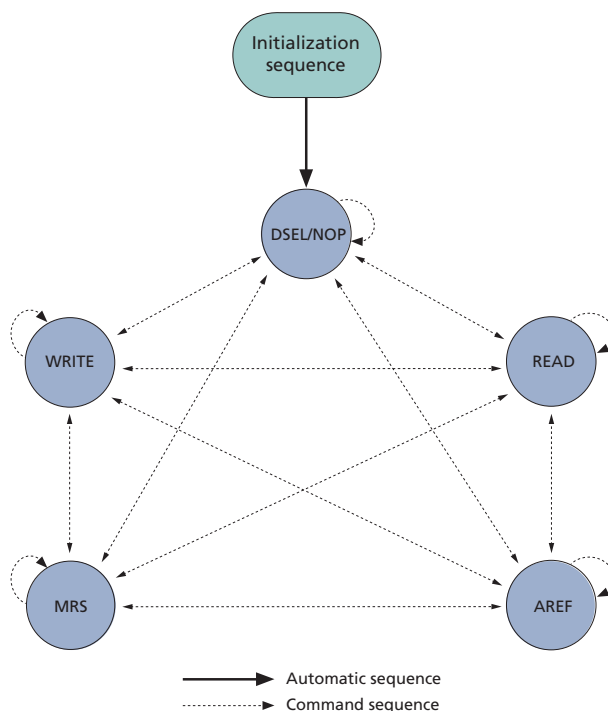 Initialization
sequence
DSEL/NOP
WRITE
READ
MRS
AREF
Automatic sequence
Command sequence